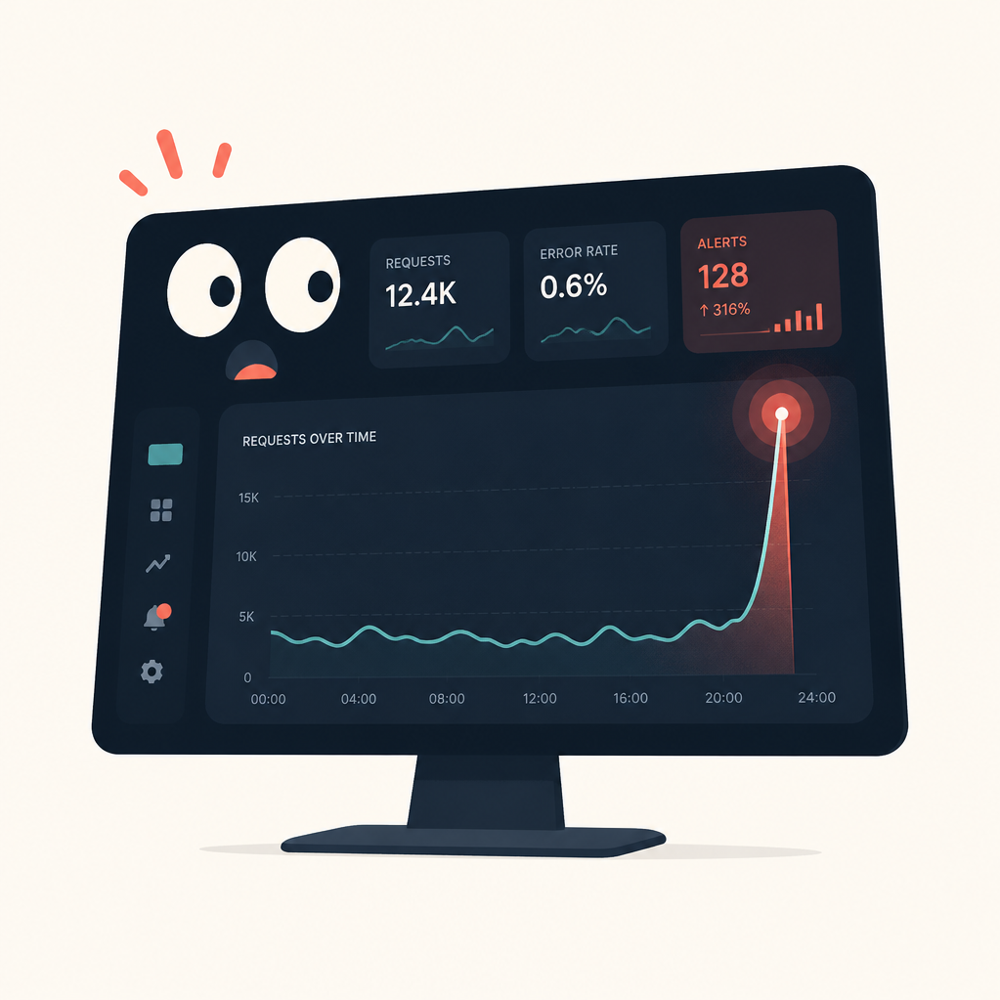 REQUESTS
12.4K
ERROR RATE
0.6%
ALERTS
128
↑ 316%
REQUESTS OVER TIME
15K
10K
5K
0
00:00 04:00 08:00 12:00 16:00 20:00 24:00